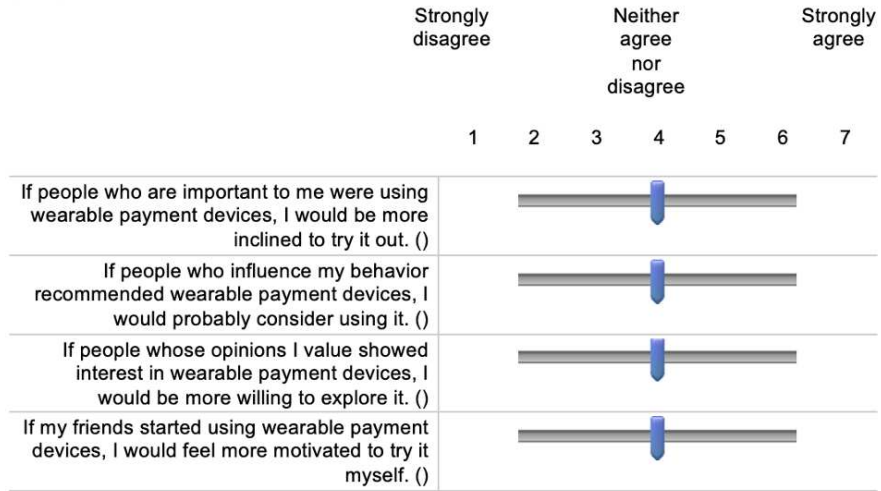 Strongly disagree
Neither agree nor disagree
Strongly agree
1 2 3 4 5 6 7
If people who are important to me were using
wearable payment devices, I would be more
inclined to try it out. ()
If people who influence my behavior
recommended wearable payment devices, I
would probably consider using it. ()
If people whose opinions I value showed
interest in wearable payment devices, I
would be more willing to explore it. ()
If my friends started using wearable payment
devices, I would feel more motivated to try it
myself. ()